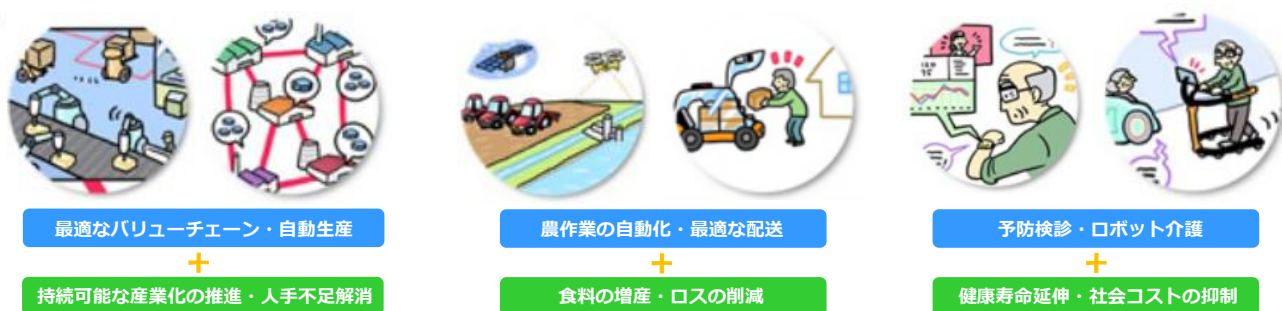 最適なバリューチェーン・自動生産
＋
持続可能な産業化の推進・人手不足解消
農作業の自動化・最適な配送
＋
食料の増産・ロスの削減
予防検診・ロボット介護
＋
健康寿命延伸・社会コストの抑制